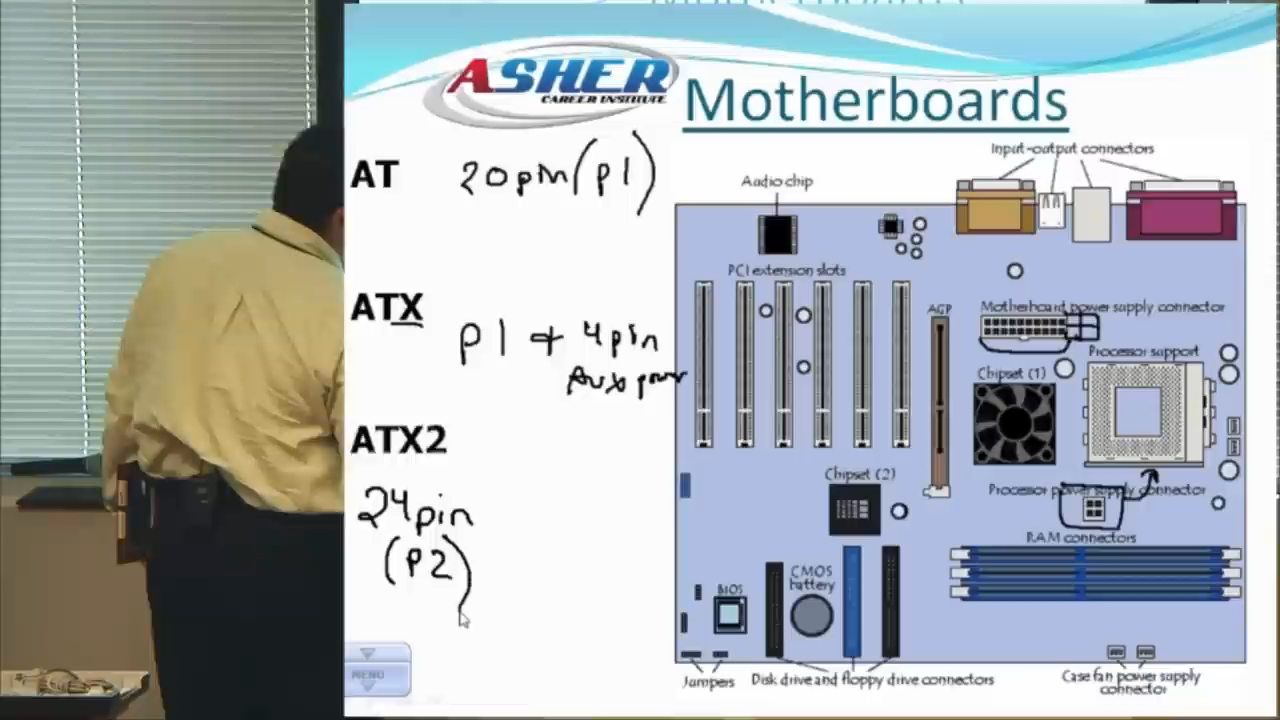 ASHER
CAREER INSTITUTE
Motherboards
AT 20pin (P1)
ATX P1 + 4pin
Aux power
ATX2
24pin
(P2)
MENU
Input-output connectors
Audio chip
PCI extension slots
AGP
Motherboard power supply connector
Processor support
Chipset (1)
Chipset (2)
Processor power supply connector
RAM connectors
CMOS
battery
BIOS
Jumpers
Disk drive and floppy drive connectors
Case fan power supply
connector